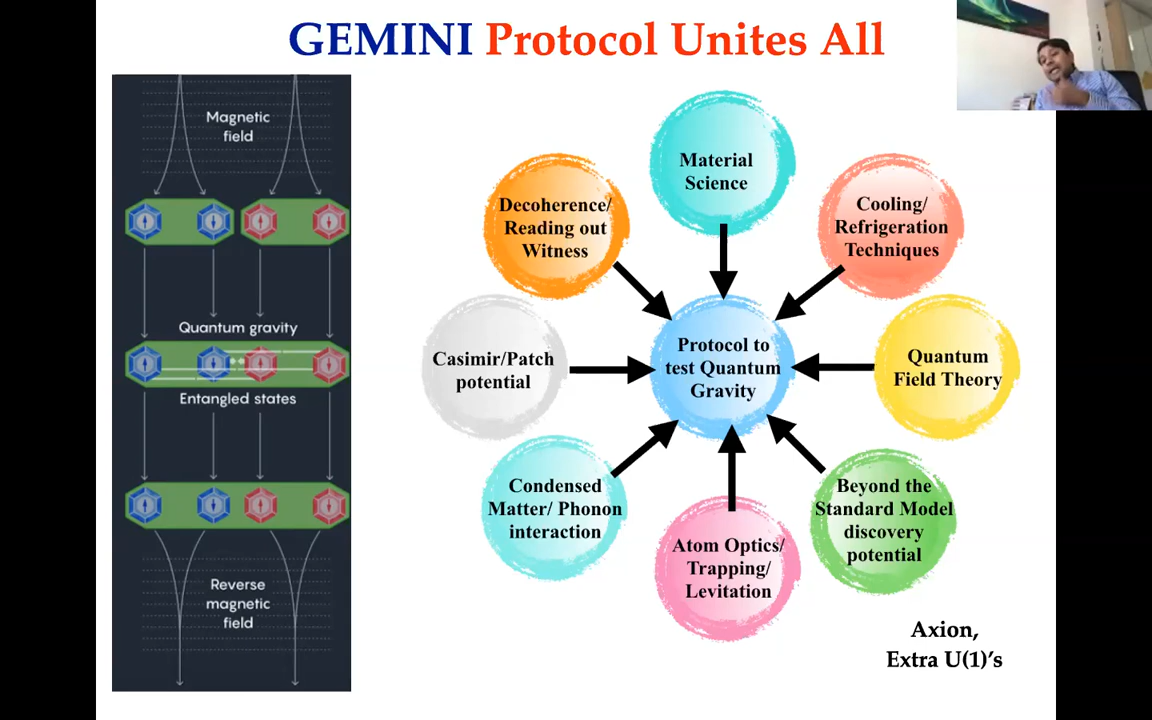 GEMINI Protocol Unites All
Magnetic
field
Quantum gravity
Entangled states
Reverse
magnetic
field
Material
Science
Decoherence/
Reading out
Witness
Cooling/
Refrigeration
Techniques
Casimir/Patch
potential
Protocol to
test Quantum
Gravity
Quantum
Field Theory
Condensed
Matter/ Phonon
interaction
Atom Optics/
Trapping/
Levitation
Beyond the
Standard Model
discovery
potential
Axion,
Extra U(1)’s